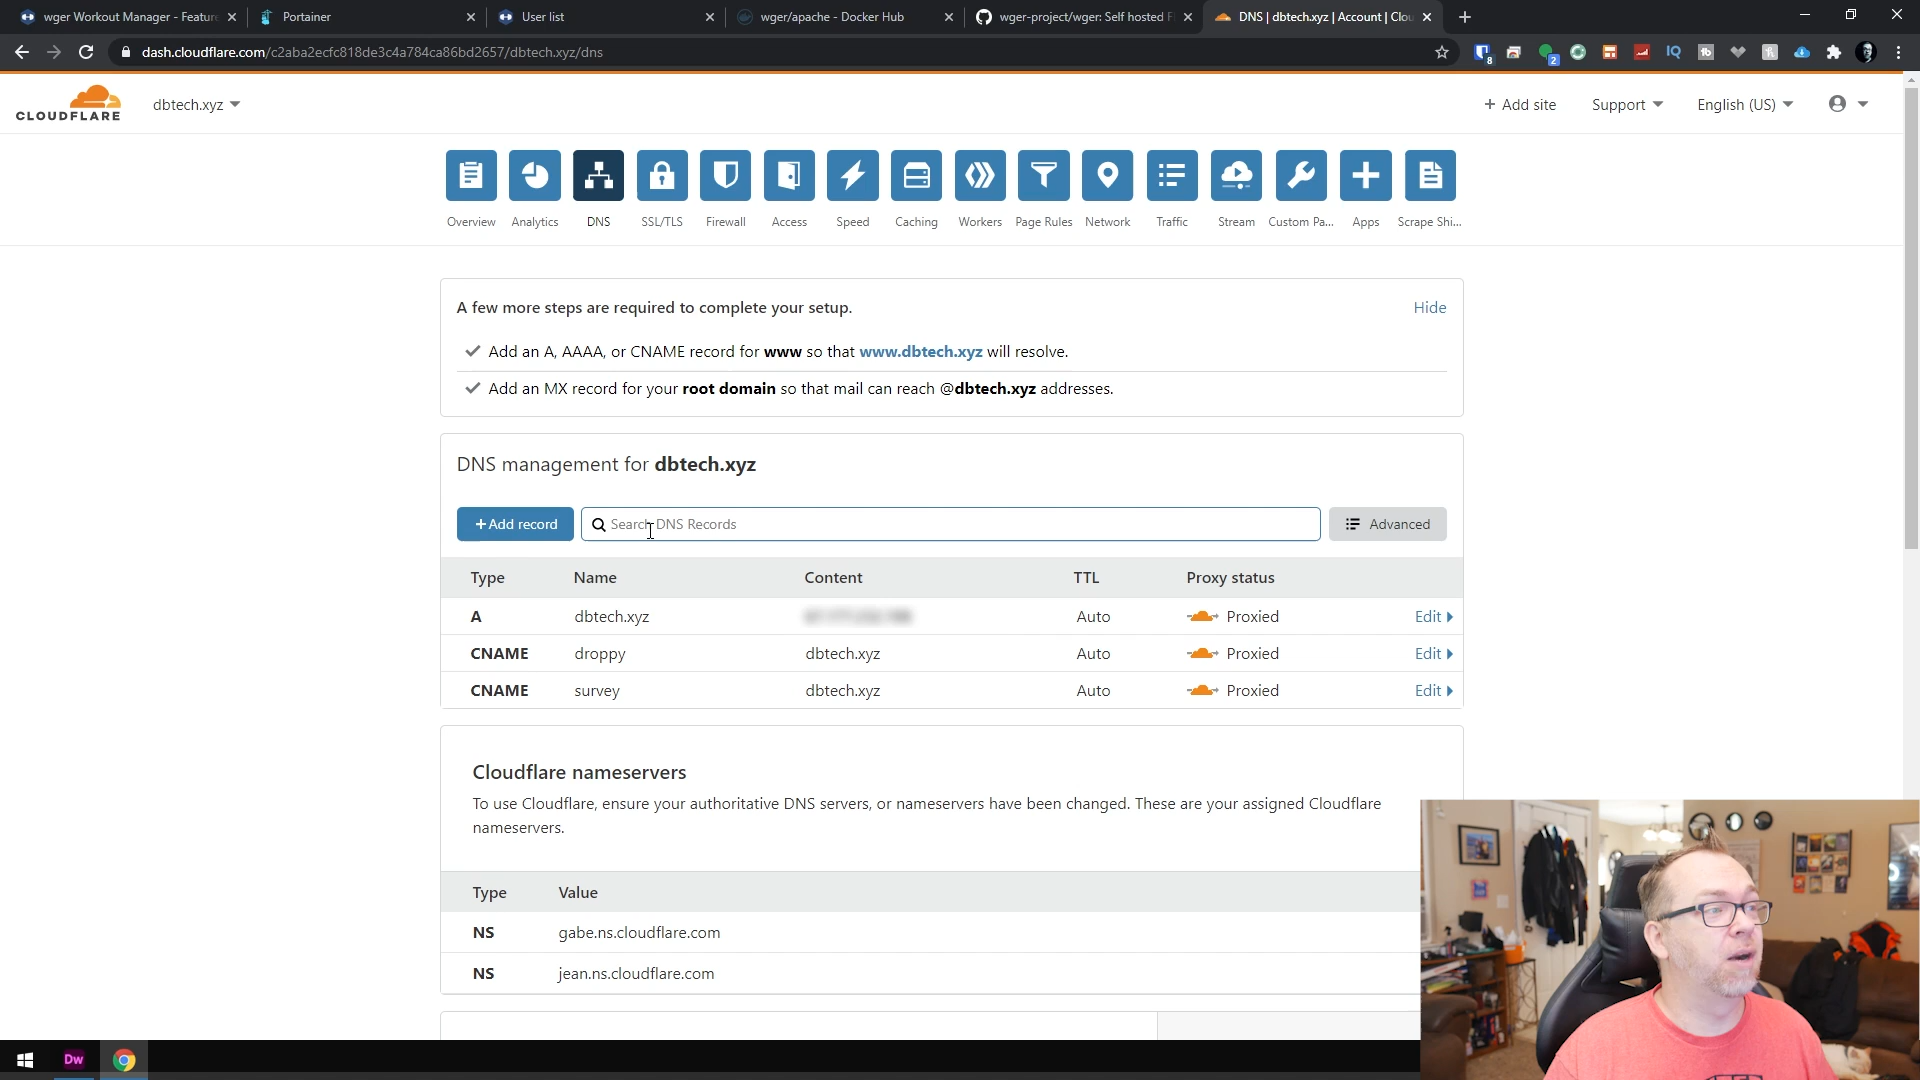 wger Workout Manager - Feature
Portainer
User list
wger/apache - Docker Hub
wger-project/wger: Self hosted F
DNS | dbtech.xyz | Account | Clou
dash.cloudflare.com/c2aba2ecfc818de3c4a784ca86bd2657/dbtech.xyz/dns
8
2
IQ
tb
CLOUDFLARE
dbtech.xyz
+ Add site
Support
English (US)
Overview
Analytics
DNS
SSL/TLS
Firewall
Access
Speed
Caching
Workers
Page Rules
Network
Traffic
Stream
Custom Pa...
Apps
Scrape Shi...
A few more steps are required to complete your setup.
Hide
Add an A, AAAA, or CNAME record for www so that www.dbtech.xyz will resolve.
Add an MX record for your root domain so that mail can reach @dbtech.xyz addresses.
DNS management for dbtech.xyz
+Add record
Search DNS Records
Advanced
Type Name Content TTL Proxy status
A dbtech.xyz Auto Proxied Edit
CNAME droppy dbtech.xyz Auto Proxied Edit
CNAME survey dbtech.xyz Auto Proxied Edit
Cloudflare nameservers
To use Cloudflare, ensure your authoritative DNS servers, or nameservers have been changed. These are your assigned Cloudflare
nameservers.
Type Value
NS gabe.ns.cloudflare.com
NS jean.ns.cloudflare.com
Dw